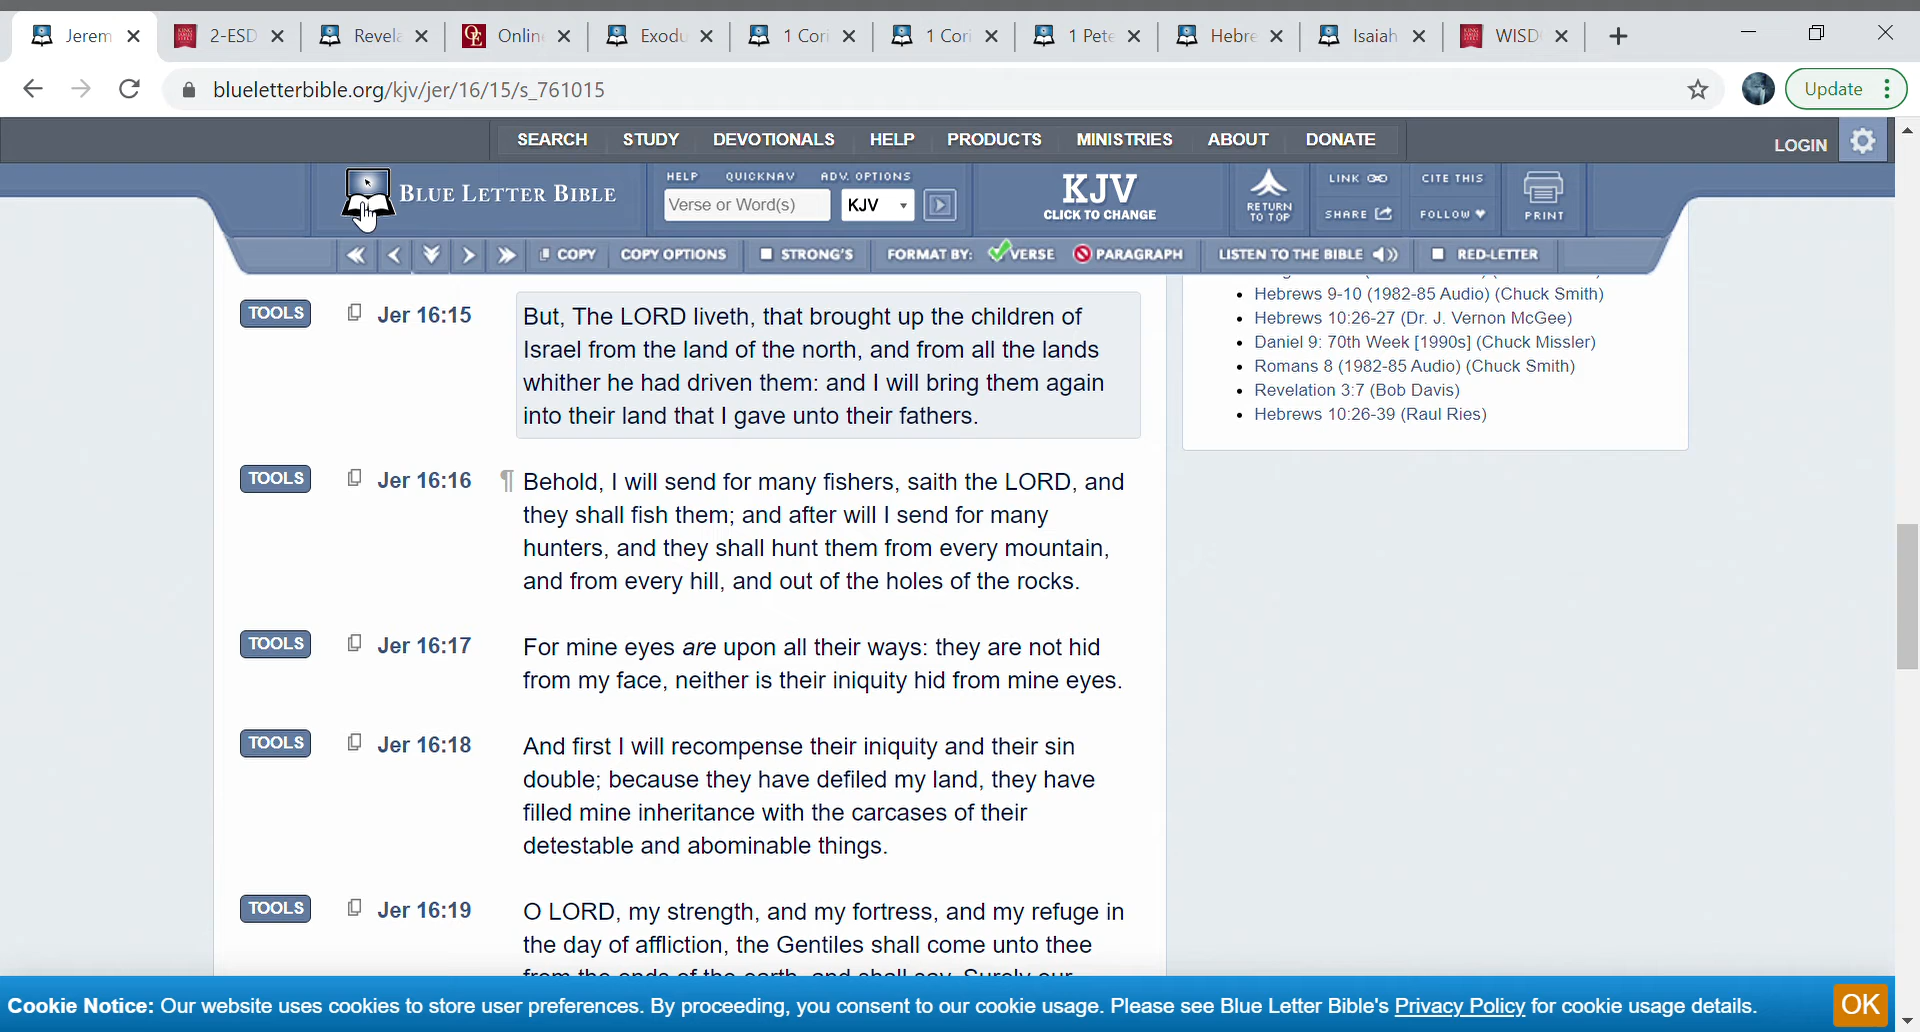 Jerem
2-ESD
Revela
Online
Exodu
1 Cori
1 Cori
1 Pete
Hebre
Isaiah
WISD
blueletterbible.org/kjv/jer/16/15/s_761015
Update
SEARCH STUDY DEVOTIONALS HELP PRODUCTS MINISTRIES ABOUT DONATE
LOGIN
BLUE LETTER BIBLE
HELP QUICKNAV ADV. OPTIONS
Verse or Word(s)
KJV
KJV
CLICK TO CHANGE
RETURN
TO TOP
LINK
CITE THIS
SHARE
FOLLOW
PRINT
COPY COPY OPTIONS STRONG'S FORMAT BY: VERSE PARAGRAPH LISTEN TO THE BIBLE RED-LETTER
TOOLS
Jer 16:15
But, The LORD liveth, that brought up the children of
Israel from the land of the north, and from all the lands
whither he had driven them: and I will bring them again
into their land that I gave unto their fathers.
TOOLS
Jer 16:16
¶ Behold, I will send for many fishers, saith the LORD, and
they shall fish them; and after will I send for many
hunters, and they shall hunt them from every mountain,
and from every hill, and out of the holes of the rocks.
TOOLS
Jer 16:17
For mine eyes are upon all their ways: they are not hid
from my face, neither is their iniquity hid from mine eyes.
TOOLS
Jer 16:18
And first I will recompense their iniquity and their sin
double; because they have defiled my land, they have
filled mine inheritance with the carcases of their
detestable and abominable things.
TOOLS
Jer 16:19
O LORD, my strength, and my fortress, and my refuge in
the day of affliction, the Gentiles shall come unto thee
from the ends of the earth, and shall say, Surely our
Hebrews 9-10 (1982-85 Audio) (Chuck Smith)
Hebrews 10:26-27 (Dr. J. Vernon McGee)
Daniel 9: 70th Week [1990s] (Chuck Missler)
Romans 8 (1982-85 Audio) (Chuck Smith)
Revelation 3:7 (Bob Davis)
Hebrews 10:26-39 (Raul Ries)
Cookie Notice: Our website uses cookies to store user preferences. By proceeding, you consent to our cookie usage. Please see Blue Letter Bible's Privacy Policy for cookie usage details.
OK